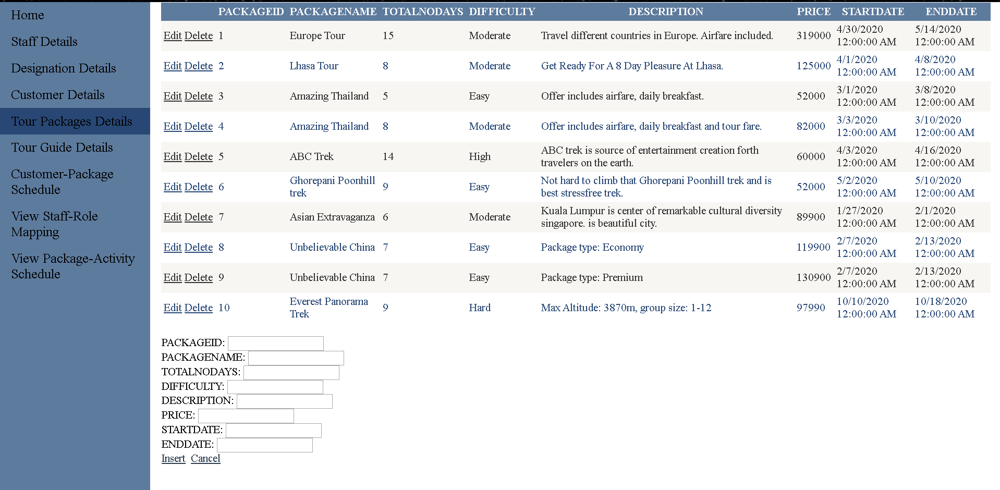 Home
Staff Details
Designation Details
Customer Details
Tour Packages Details
Tour Guide Details
Customer-Package
Schedule
View Staff-Role
Mapping
View Package-Activity
Schedule
PACKAGEID PACKAGENAME TOTALNODAYS DIFFICULTY DESCRIPTION PRICE STARTDATE ENDDATE
Edit Delete 1 Europe Tour 15 Moderate Travel different countries in Europe. Airfare included. 319000 4/30/2020 5/14/2020
12:00:00 AM 12:00:00 AM
Edit Delete 2 Lhasa Tour 8 Moderate Get Ready For A 8 Day Pleasure At Lhasa. 125000 4/1/2020 4/8/2020
12:00:00 AM 12:00:00 AM
Edit Delete 3 Amazing Thailand 5 Easy Offer includes airfare, daily breakfast. 52000 3/1/2020 3/8/2020
12:00:00 AM 12:00:00 AM
Edit Delete 4 Amazing Thailand 8 Moderate Offer includes airfare, daily breakfast and tour fare. 82000 3/3/2020 3/10/2020
12:00:00 AM 12:00:00 AM
Edit Delete 5 ABC Trek 14 High ABC trek is source of entertainment creation forth 60000 4/3/2020 4/16/2020
travelers on the earth. 12:00:00 AM 12:00:00 AM
Edit Delete 6 Ghorepani Poonhill 9 Easy Not hard to climb that Ghorepani Poonhill trek and is 52000 5/2/2020 5/10/2020
trek best stressfree trek. 12:00:00 AM 12:00:00 AM
Edit Delete 7 Asian Extravaganza 6 Moderate Kuala Lumpur is center of remarkable cultural diversity 89900 1/27/2020 2/1/2020
singapore. is beautiful city. 12:00:00 AM 12:00:00 AM
Edit Delete 8 Unbelievable China 7 Easy Package type: Economy 119900 2/7/2020 2/13/2020
12:00:00 AM 12:00:00 AM
Edit Delete 9 Unbelievable China 7 Easy Package type: Premium 130900 2/7/2020 2/13/2020
12:00:00 AM 12:00:00 AM
Edit Delete 10 Everest Panorama 9 Hard Max Altitude: 3870m, group size: 1-12 97990 10/10/2020 10/18/2020
Trek 12:00:00 AM 12:00:00 AM
PACKAGEID:
PACKAGENAME:
TOTALNODAYS:
DIFFICULTY:
DESCRIPTION:
PRICE:
STARTDATE:
ENDDATE:
Insert Cancel